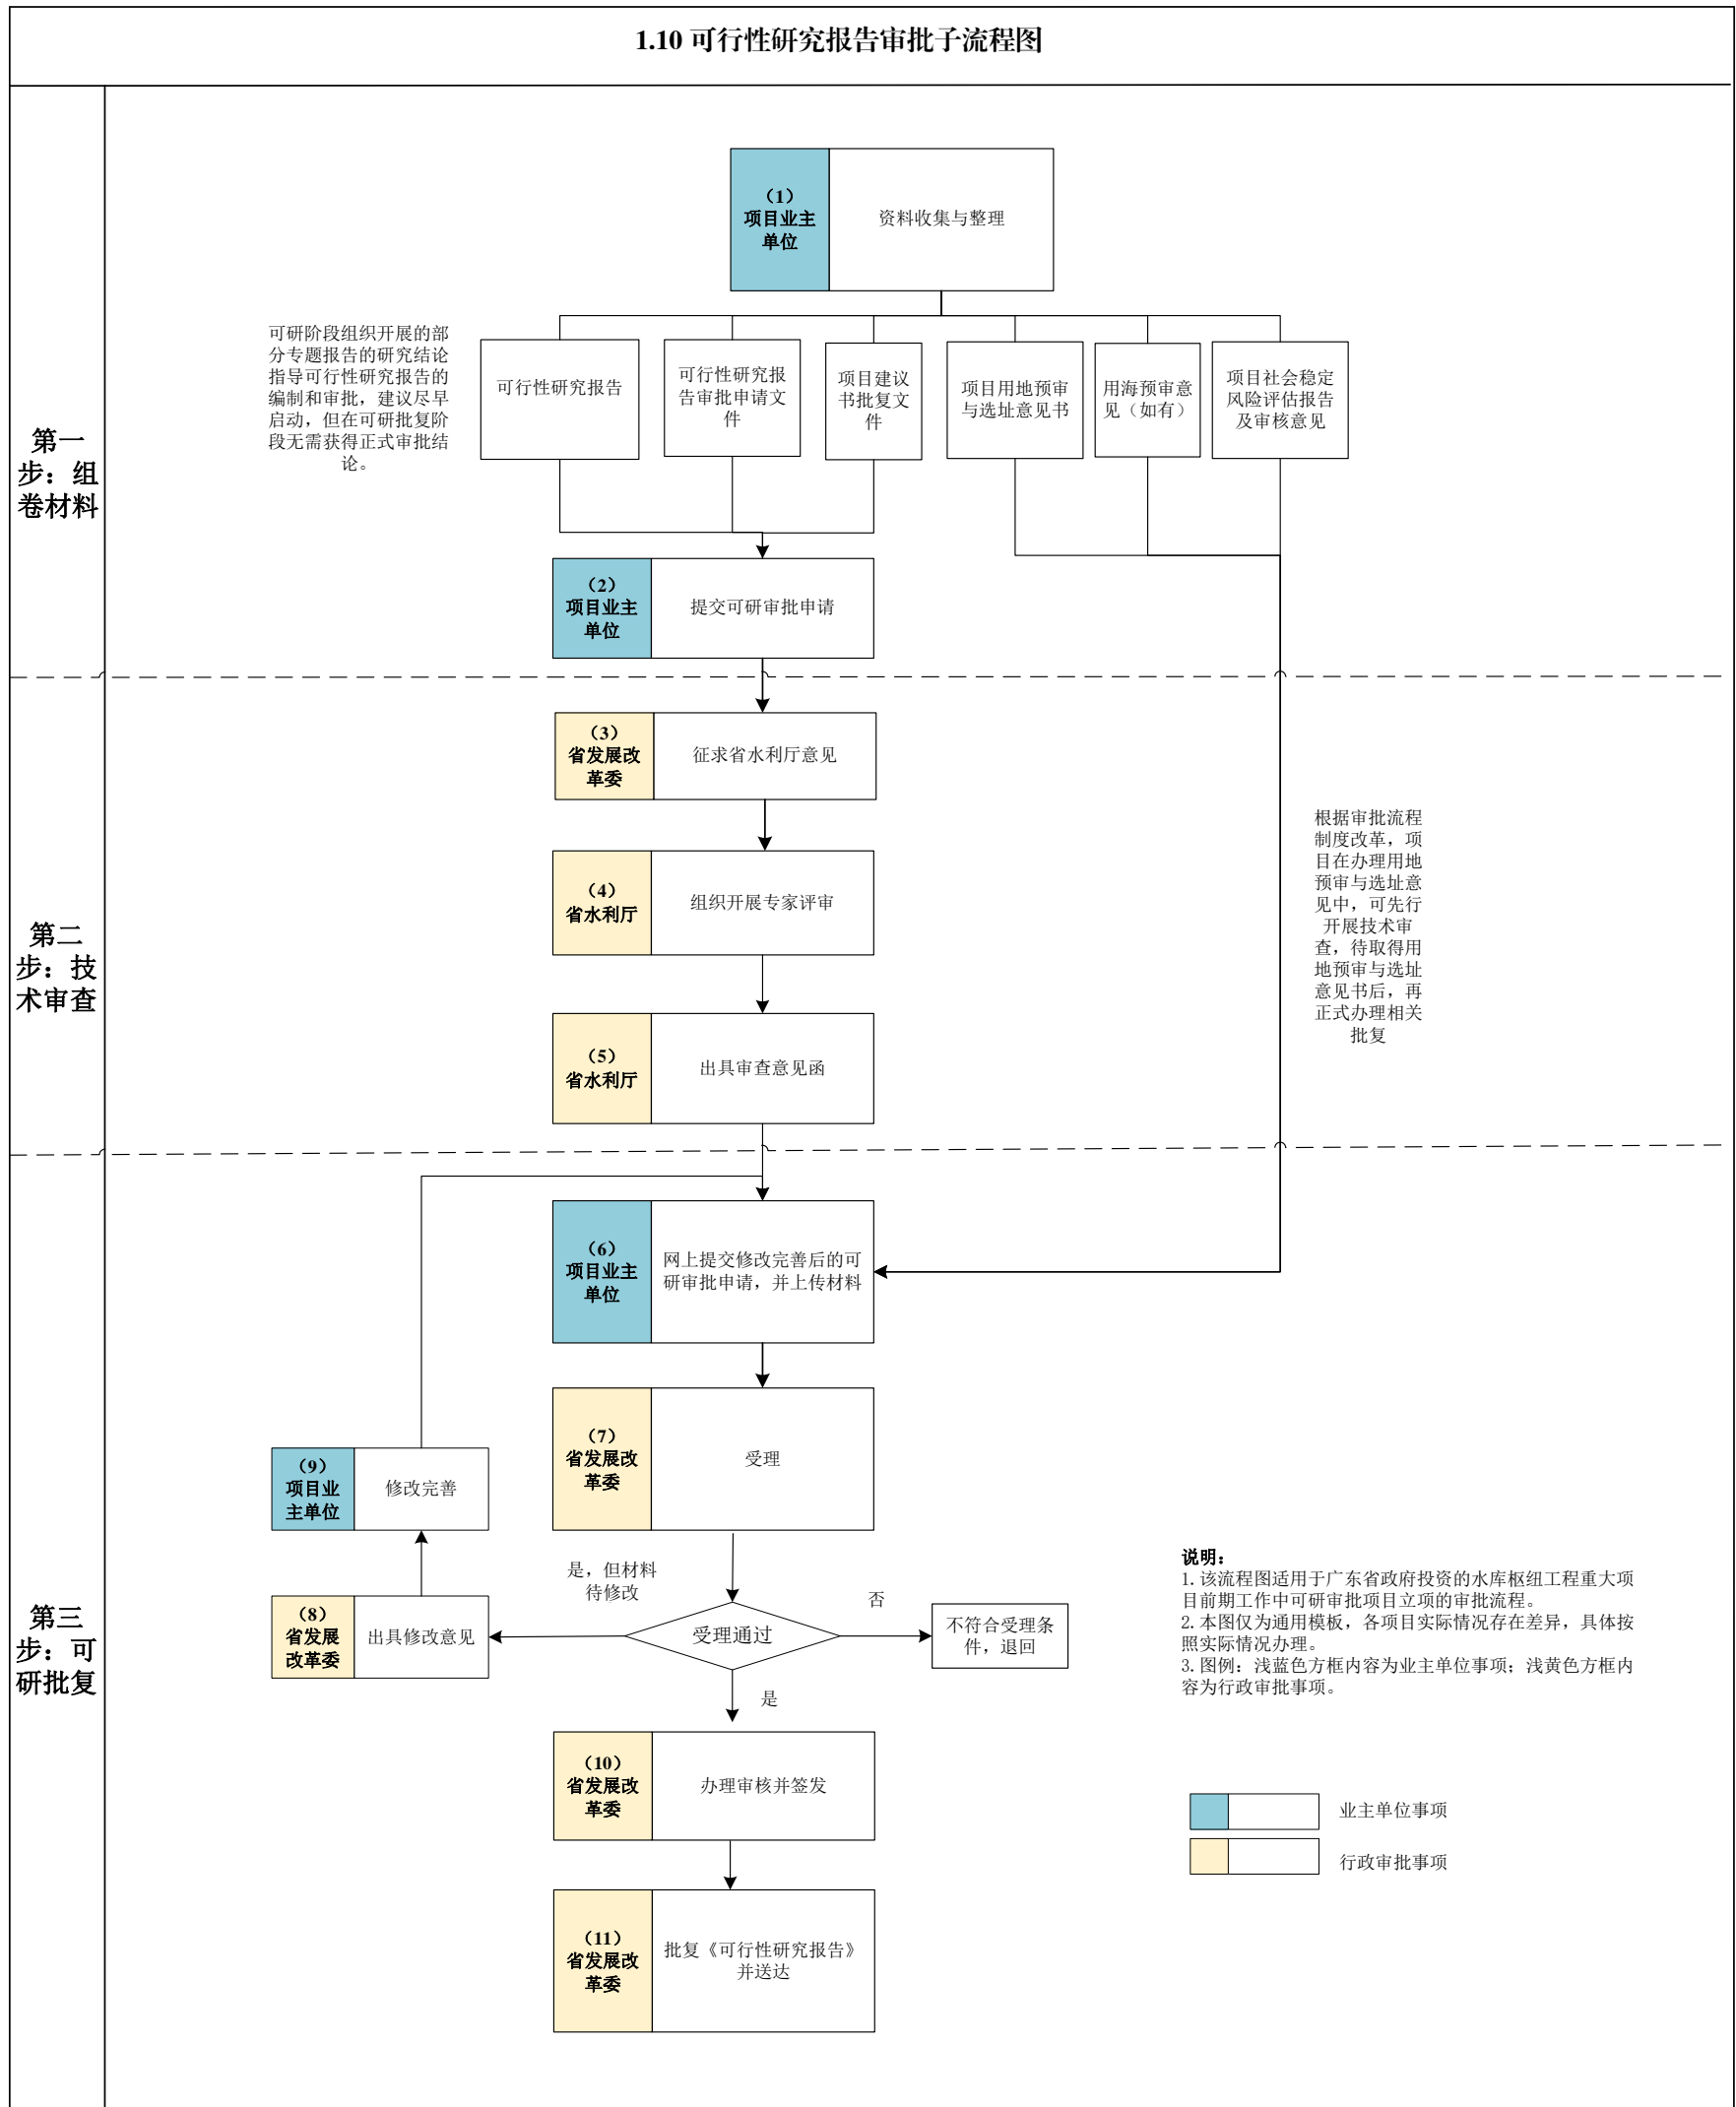 1.10 可行性研究报告审批子流程图
第一
步：组
卷材料
（1）
项目业主
单位
资料收集与整理
可研阶段组织开展的部
分专题报告的研究结论
指导可行性研究报告的
编制和审批，建议尽早
启动，但在可研批复阶
段无需获得正式审批结
论。
可行性研究报告
可行性研究报
告审批申请文
件
项目建议
书批复文
件
项目用地预审
与选址意见书
用海预审意
见（如有）
项目社会稳定
风险评估报告
及审核意见
（2）
项目业主
单位
提交可研审批申请
第二
步：技
术审查
（3）
省发展改
革委
征求省水利厅意见
（4）
省水利厅
组织开展专家评审
（5）
省水利厅
出具审查意见函
根据审批流程
制度改革，项
目在办理用地
预审与选址意
见中，可先行
开展技术审
查，待取得用
地预审与选址
意见书后，再
正式办理相关
批复
第三
步：可
研批复
（6）
项目业主
单位
网上提交修改完善后的可
研审批申请，并上传材料
（7）
省发展改
革委
受理
（9）
项目业
主单位
修改完善
是，但材料
待修改
（8）
省发展
改革委
出具修改意见
受理通过
否
不符合受理条
件，退回
是
（10）
省发展改
革委
办理审核并签发
（11）
省发展改
革委
批复《可行性研究报告》
并送达
说明：
1.该流程图适用于广东省政府投资的水库枢纽工程重大项
目前期工作中可研审批项目立项的审批流程。
2.本图仅为通用模板，各项目实际情况存在差异，具体按
照实际情况办理。
3.图例：浅蓝色方框内容为业主单位事项；浅黄色方框内
容为行政审批事项。
业主单位事项
行政审批事项